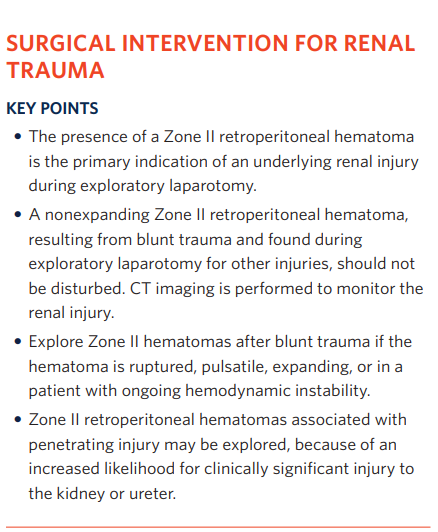 SURGICAL INTERVENTION FOR RENAL
TRAUMA
KEY POINTS
• The presence of a Zone II retroperitoneal hematoma
is the primary indication of an underlying renal injury
during exploratory laparotomy.
• A nonexpanding Zone II retroperitoneal hematoma,
resulting from blunt trauma and found during
exploratory laparotomy for other injuries, should not
be disturbed. CT imaging is performed to monitor the
renal injury.
• Explore Zone II hematomas after blunt trauma if the
hematoma is ruptured, pulsatile, expanding, or in a
patient with ongoing hemodynamic instability.
• Zone II retroperitoneal hematomas associated with
penetrating injury may be explored, because of an
increased likelihood for clinically significant injury to
the kidney or ureter.